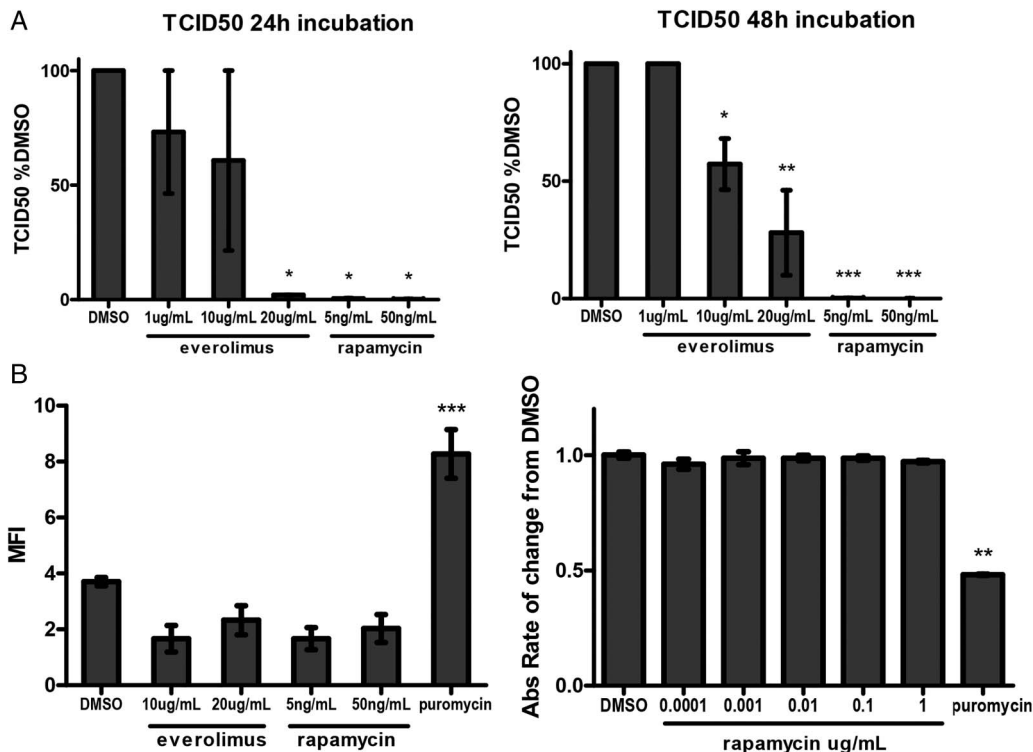 A
TCID50 24h incubation
TCID50 %DMSO
100
50
0
* * *
DMSO 1ug/mL 10ug/mL 20ug/mL 5ng/mL 50ng/mL
everolimus rapamycin
TCID50 48h incubation
TCID50 %DMSO
100
50
0
* ** *** ***
DMSO 1ug/mL 10ug/mL 20ug/mL 5ng/mL 50ng/mL
everolimus rapamycin
B
MFI
10
8
6
4
2
0
***
DMSO 10ug/mL 20ug/mL 5ng/mL 50ng/mL puromycin
everolimus rapamycin
Abs Rate of change from DMSO
1.0
0.5
0.0
**
DMSO 0.0001 0.001 0.01 0.1 1 puromycin
rapamycin ug/mL